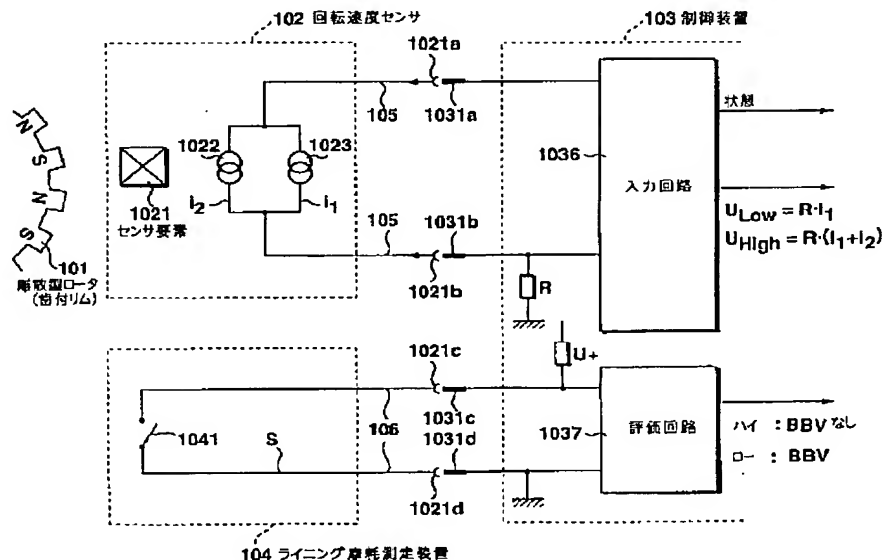 102 回転速度センサ
103 制御装置
1021a
105
1031a
1022
1023
i2
i1
1021
センサ要素
N
S
N
S
101
彫散型ロータ
(歯付リム)
105
1031b
1021b
R
1036
入力回路
状態
ULow = R·i1
UHigh = R·(i1+i2)
U+
1021c
1031c
106
1031d
1021d
1041
S
1037
評価回路
ハイ : BBVなし
ロー : BBV
104 ライニング摩耗測定装置